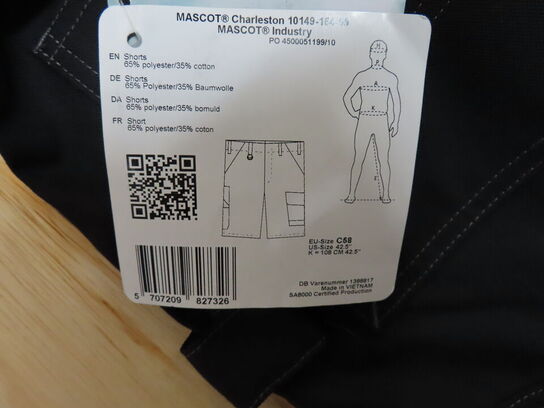 MASCOT® Charleston 10149-154-09
MASCOT® Industry
PO 4500051199/10
EN Shorts
65% polyester/35% cotton
DE Shorts
65% Polyester/35% Baumwolle
DA Shorts
65% polyester/35% bomuld
FR Short
65% polyester/35% coton
H
R
A
K
E
EU-Size C58
US-Size 42.5"
K = 108 CM 42.5"
5 707209 827326
DB Varenummer 1398817
Made in VIETNAM
SA8000 Certified Production